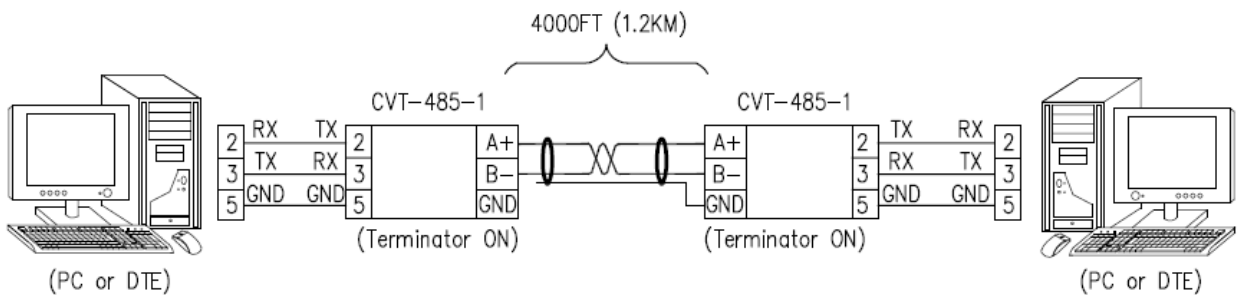 4000FT (1.2KM)
CVT-485-1 CVT-485-1
2 RX TX 2 A+ A+ 2 TX RX 2
3 TX RX 3 B- B- 3 RX TX 3
5 GND GND 5 GND GND 5 GND GND 5
(Terminator ON) (Terminator ON)
(PC or DTE) (PC or DTE)